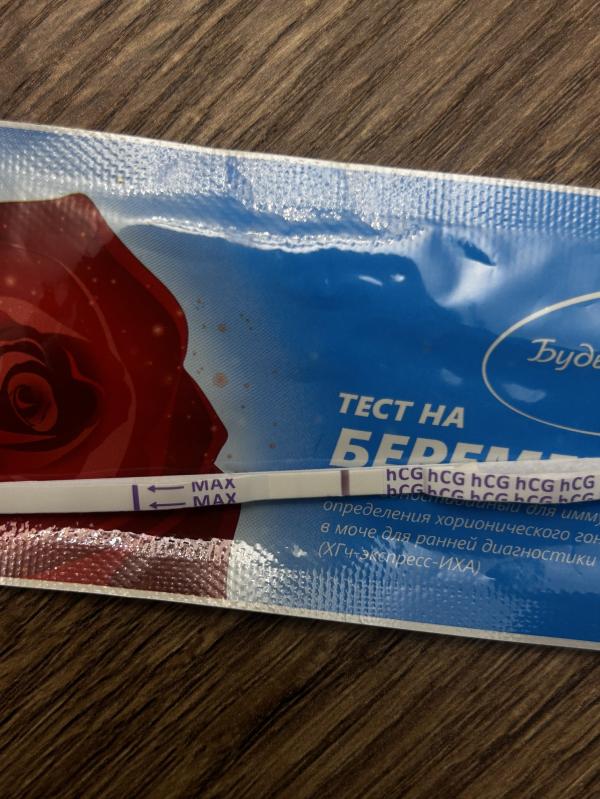 Будь
ТЕСТ НА
MAX
MAX
hCG hCG hCG hCG hCG
hCG hCG hCG hCG hCG
для
определения хорионического
в моче для ранней диагностики
(ХГч-экспресс-ИХА)